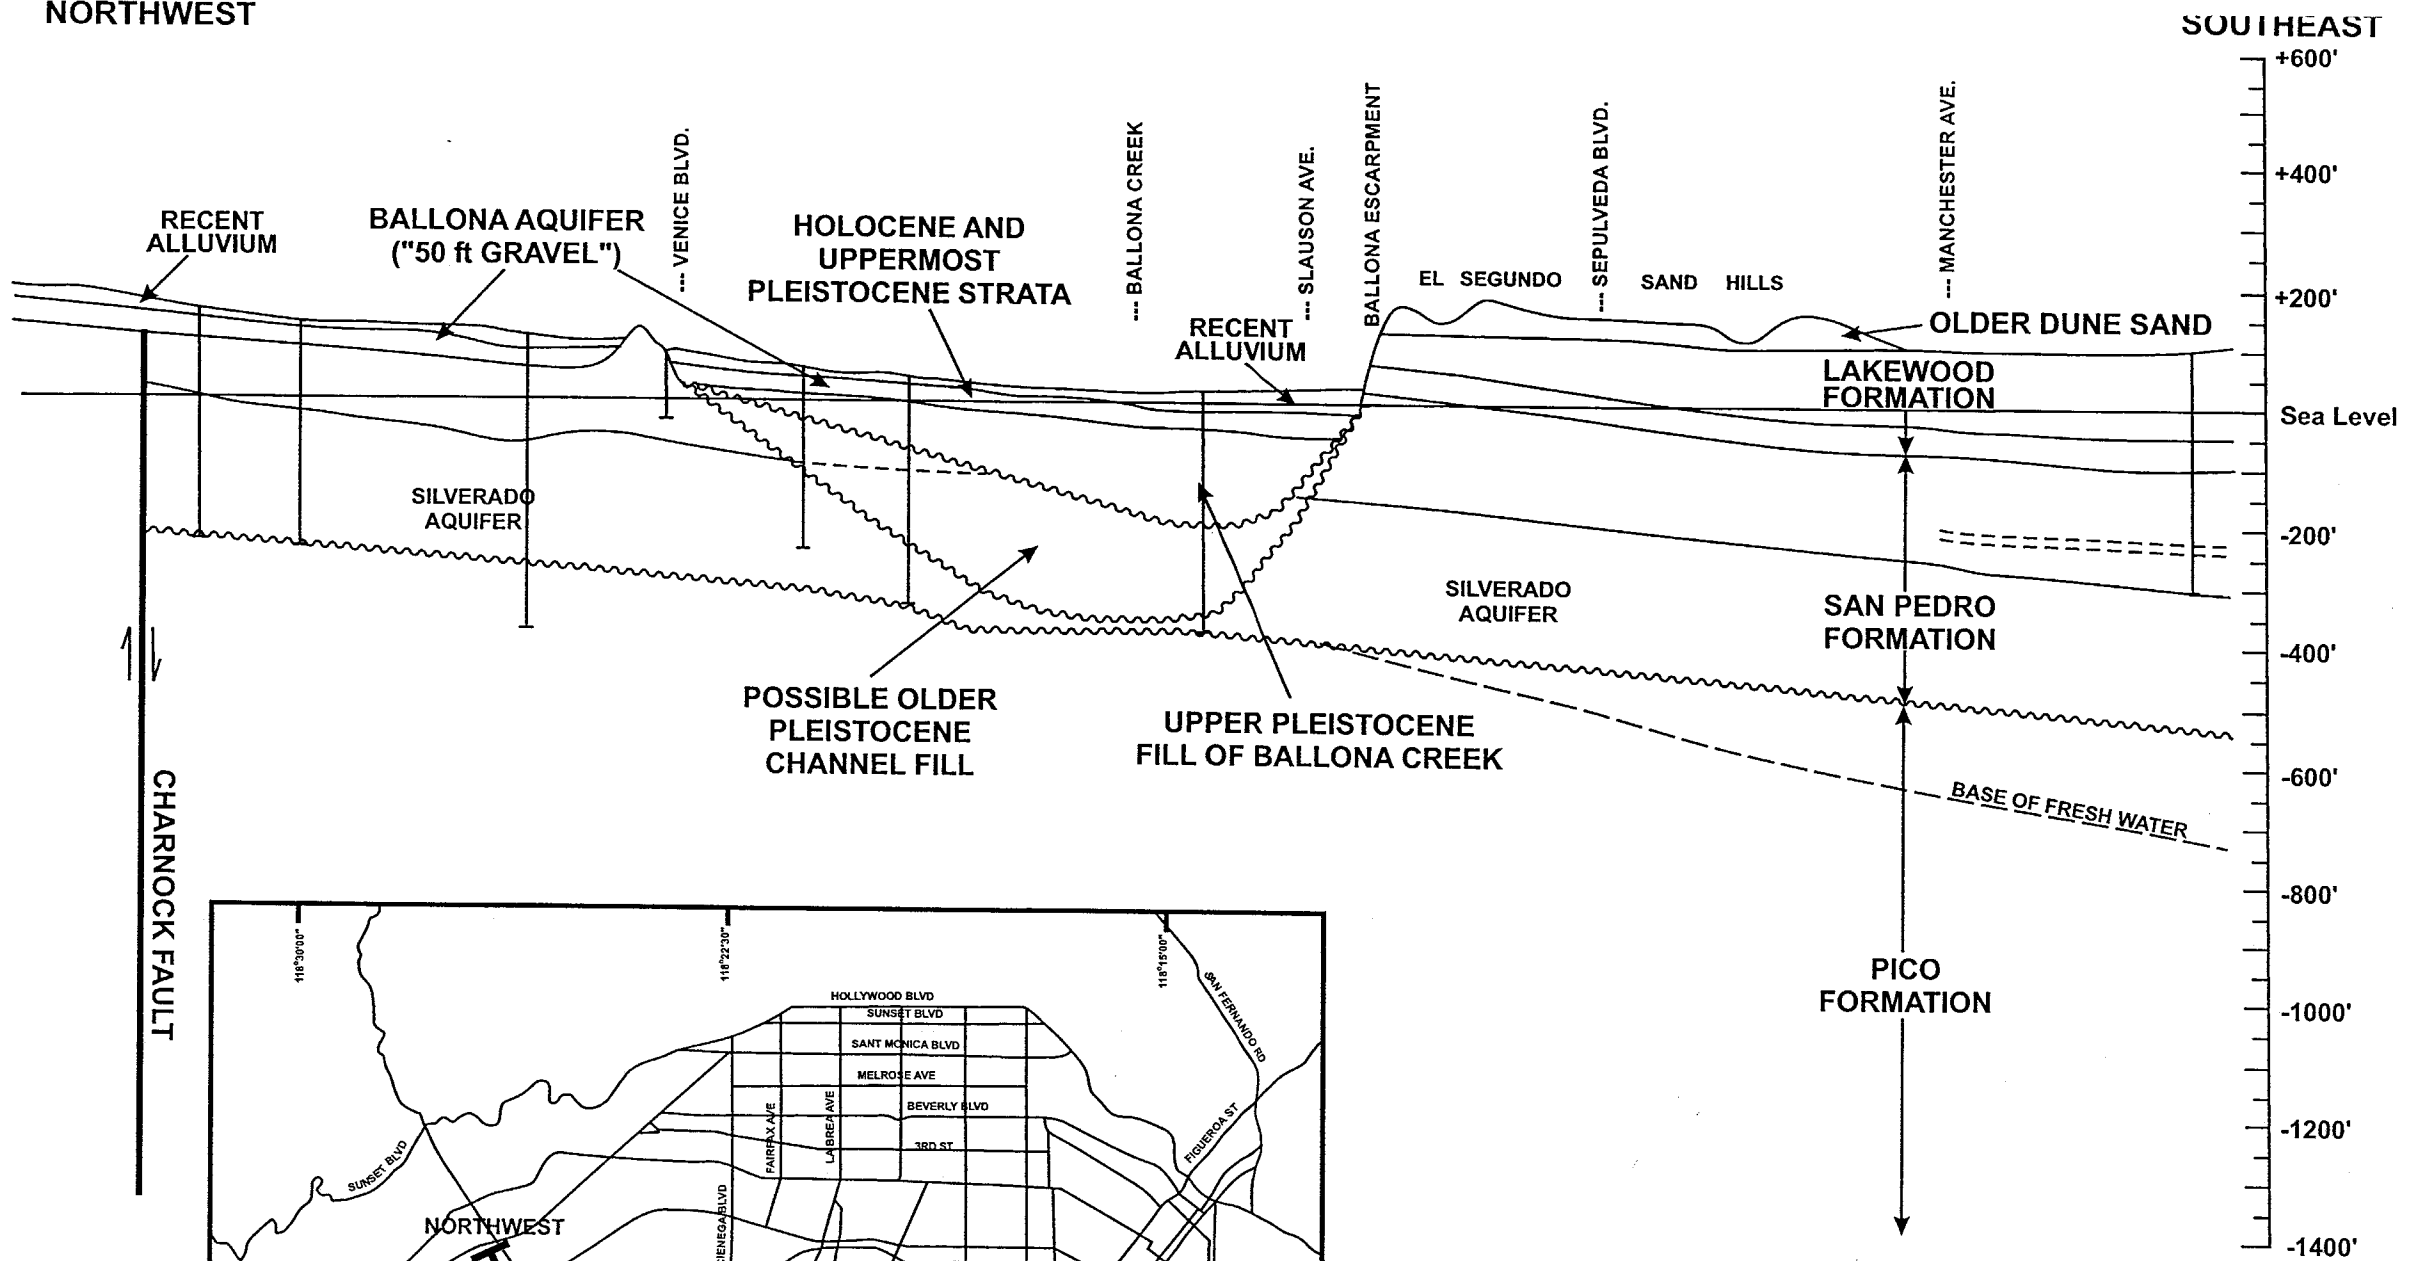 NORTHWEST
SOUTHEAST
+600'
+400'
+200'
Sea Level
-200'
-400'
-600'
-800'
-1000'
-1200'
-1400'
--- VENICE BLVD.
--- BALLONA CREEK
--- SLAUSON AVE.
BALLONA ESCARPMENT
--- SEPULVEDA BLVD.
--- MANCHESTER AVE.
RECENT
ALLUVIUM
BALLONA AQUIFER
("50 ft GRAVEL")
HOLOCENE AND
UPPERMOST
PLEISTOCENE STRATA
RECENT
ALLUVIUM
EL SEGUNDO SAND HILLS
OLDER DUNE SAND
LAKEWOOD
FORMATION
SILVERADO
AQUIFER
SILVERADO
AQUIFER
SAN PEDRO
FORMATION
POSSIBLE OLDER
PLEISTOCENE
CHANNEL FILL
UPPER PLEISTOCENE
FILL OF BALLONA CREEK
BASE OF FRESH WATER
CHARNOCK FAULT
PICO
FORMATION
118°30'00"
118°22'30"
118°15'00"
SAN FERNANDO RD
HOLLYWOOD BLVD
SUNSET BLVD
SANT MONICA BLVD
MELROSE AVE
BEVERLY BLVD
3RD ST
FAIRFAX AVE
LA BREA AVE
CIENEGA BLVD
FIGUEROA ST
SUNSET BLVD
NORTHWEST